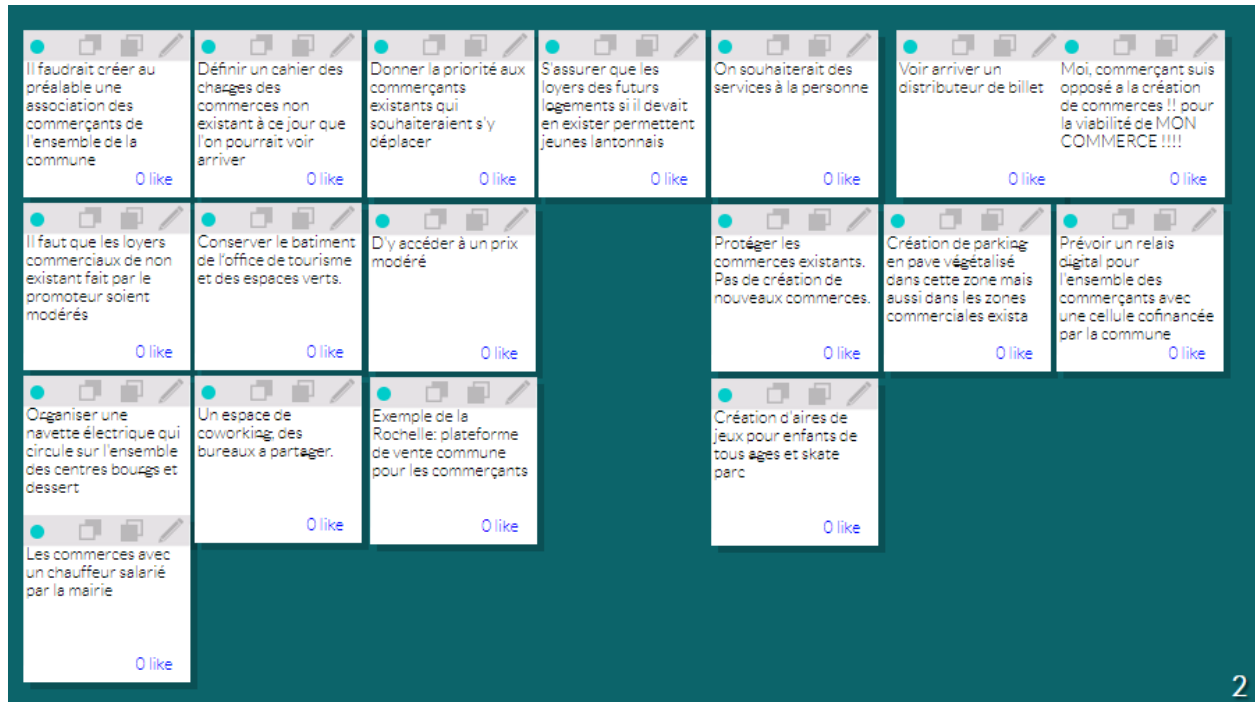 Il faudrait créer au
préalable une
association des
commerçants de
l'ensemble de la
commune
0 like
Définir un cahier des
charges des
commerces non
existant à ce jour que
l'on pourrait voir
arriver
0 like
Donner la priorité aux
commerçants
existants qui
souhaiteraient s'y
déplacer
0 like
S'assurer que les
loyers des futurs
logements si il devait
en exister permettent
jeunes lantonnais
0 like
On souhaiterait des
services à la personne
0 like
Voir arriver un
distributeur de billet
0 like
Moi, commerçant suis
opposé a la création
de commerces !! pour
la viabilité de MON
COMMERCE !!!!
0 like
Il faut que les loyers
commerciaux de non
existant fait par le
promoteur soient
modérés
0 like
Conserver le batiment
de l'office de tourisme
et des espaces verts.
0 like
D'y accéder à un prix
modéré
0 like
Protéger les
commerces existants.
Pas de création de
nouveaux commerces.
0 like
Création de parking
en pave végétalisé
dans cette zone mais
aussi dans les zones
commerciales exista
0 like
Prévoir un relais
digital pour
l'ensemble des
commerçants avec
une cellule cofinancée
par la commune
0 like
Organiser une
navette électrique qui
circule sur l'ensemble
des centres bourgs et
dessert
Un espace de
coworking, des
bureaux a partager.
0 like
Exemple de la
Rochelle: plateforme
de vente commune
pour les commerçants
0 like
Création d'aires de
jeux pour enfants de
tous ages et skate
parc
0 like
Les commerces avec
un chauffeur salarié
par la mairie
0 like
2